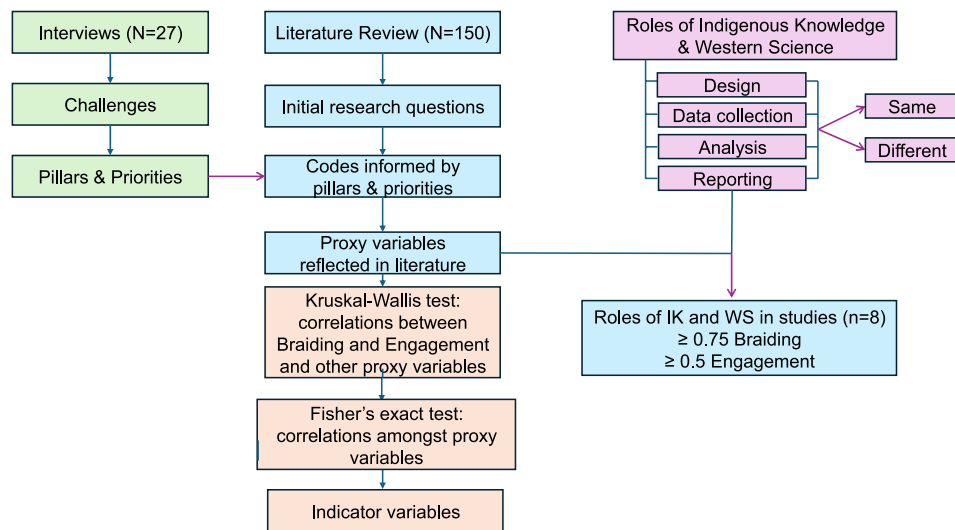 Interviews (N=27)
Challenges
Pillars & Priorities
Literature Review (N=150)
Initial research questions
Codes informed by
pillars & priorities
Proxy variables
reflected in literature
Kruskal-Wallis test:
correlations between
Braiding and Engagement
and other proxy variables
Fisher's exact test:
correlations amongst proxy
variables
Indicator variables
Roles of Indigenous Knowledge
& Western Science
Design
Data collection
Analysis
Reporting
Same
Different
Roles of IK and WS in studies (n=8)
≥ 0.75 Braiding
≥ 0.5 Engagement